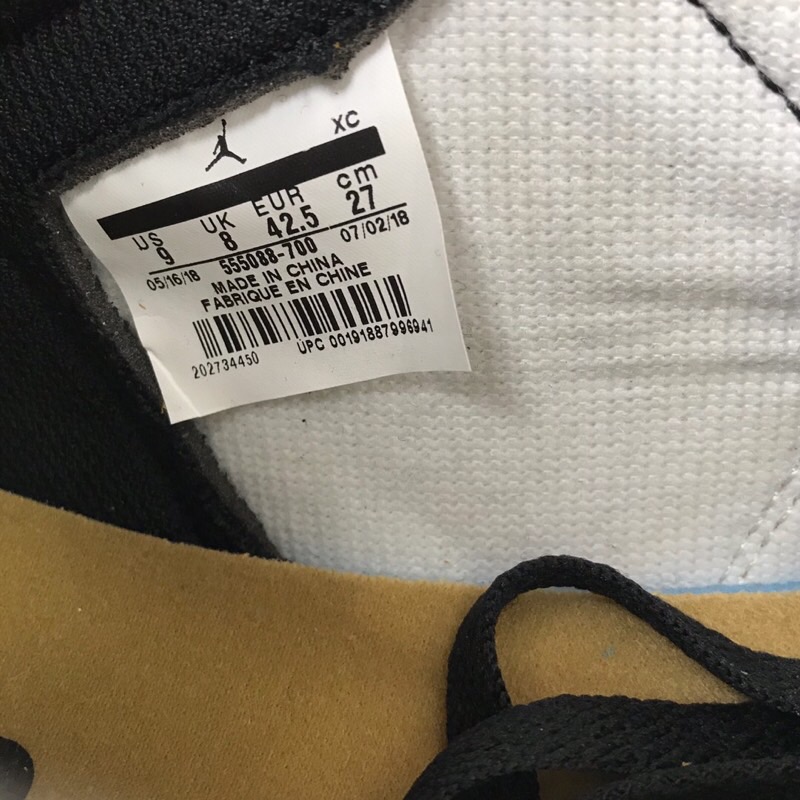 XC
US UK EUR cm
9 8 42.5 27
05/16/18 555088-700 07/02/18
MADE IN CHINA
FABRIQUE EN CHINE
202734450 UPC 00191887996941